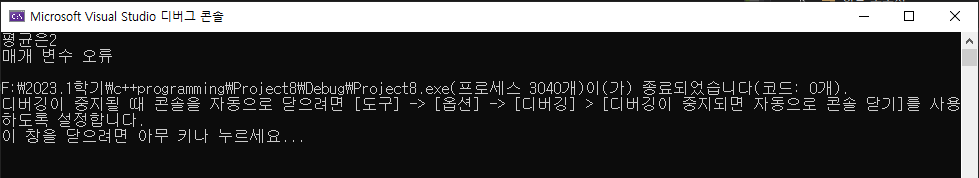 Microsoft Visual Studio 디버그 콘솔
평균은2
매개 변수 오류
F:\2023.1학기\c++programming\Project8\Debug\Project8.exe(프로세스 3040개)이(가) 종료되었습니다(코드: 0개).
디버깅이 중지될 때 콘솔을 자동으로 닫으려면 [도구] -> [옵션] -> [디버깅] > [디버깅이 중지되면 자동으로 콘솔 닫기]를 사용
하도록 설정합니다.
이 창을 닫으려면 아무 키나 누르세요...